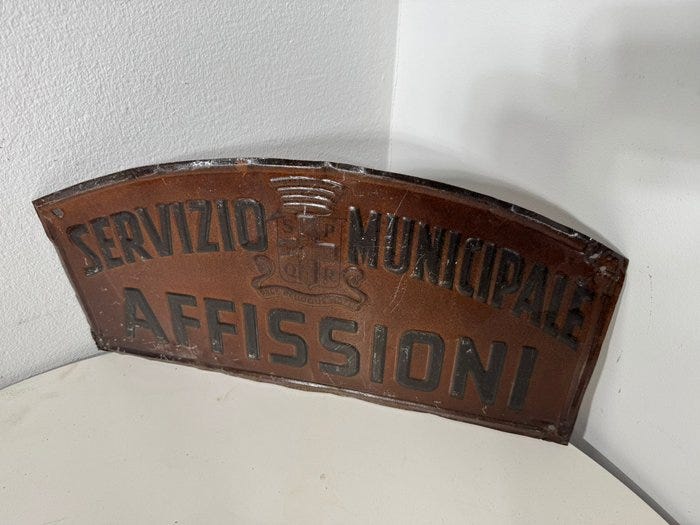 SERVIZIO MUNICIPALE
S P
Q R
AFFISSIONI